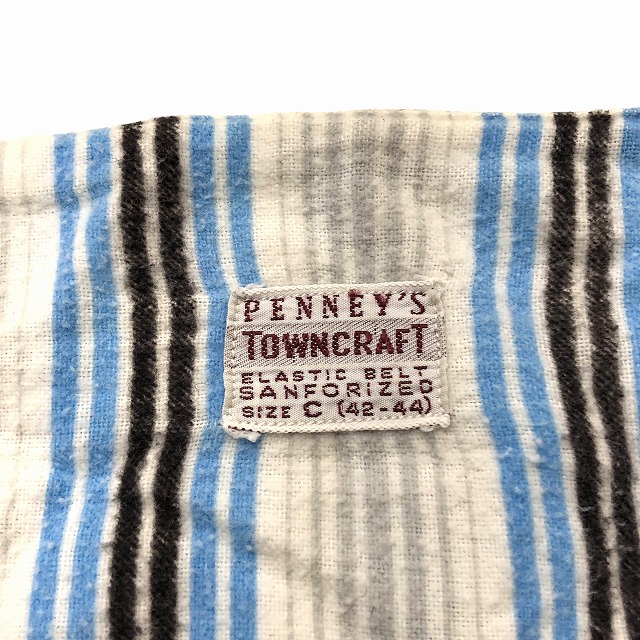 PENNEY'S
TOWNCRAFT
ELASTIC BELT
SANFORIZED
SIZE C (42-44)